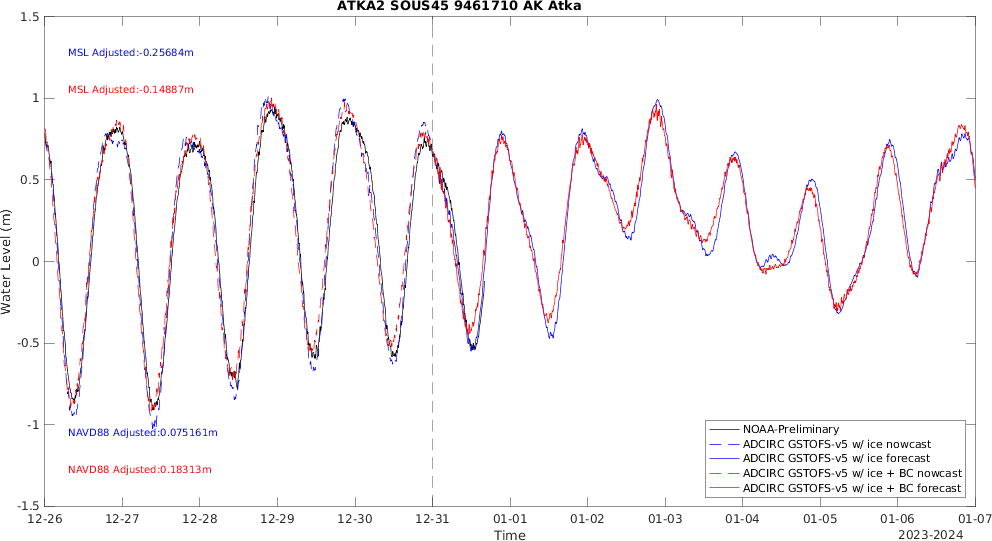 ATKA2 SOUS45 9461710 AK Atka
1.5
MSL Adjusted:-0.25684m
MSL Adjusted:-0.14887m
1
0.5
Water Level (m)
0
-0.5
-1
NAVD88 Adjusted:0.075161m
NAVD88 Adjusted:0.18313m
-1.5
NOAA-Preliminary
ADCIRC GSTOFS-v5 w/ ice nowcast
ADCIRC GSTOFS-v5 w/ ice forecast
ADCIRC GSTOFS-v5 w/ ice + BC nowcast
ADCIRC GSTOFS-v5 w/ ice + BC forecast
12-26 12-27 12-28 12-29 12-30 12-31 01-01 01-02 01-03 01-04 01-05 01-06 01-07
Time
2023-2024